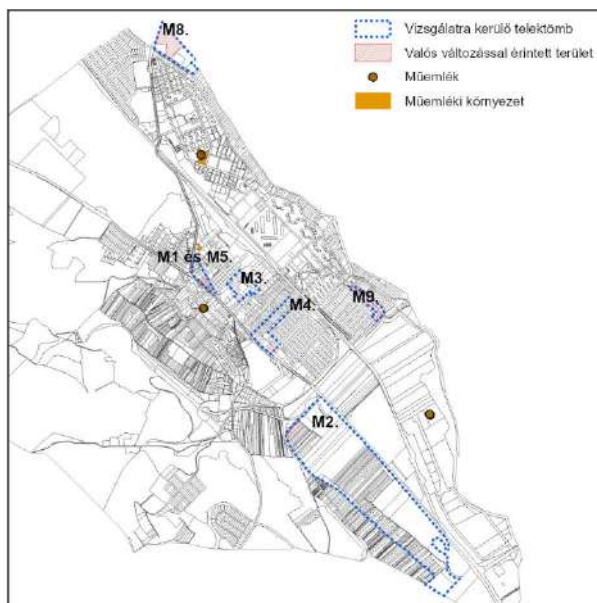 M8.
Vizsgálatra kerülő telektömb
Valós változással érintett terület
Műemlék
Műemléki környezet
M1 és M5.
M3.
M4.
M9.
M2.